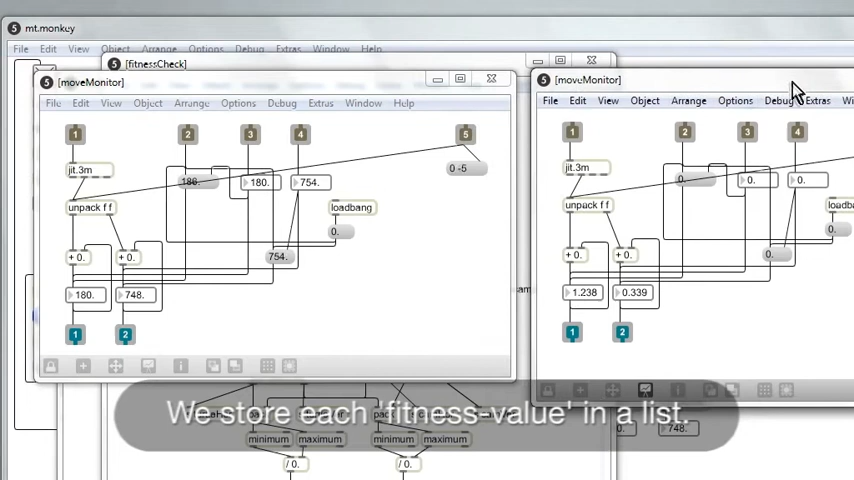 mt.monkey
File Edit View Object Arrange Options Debug Extras Window Help
[fitnessCheck]
[moveMonitor]
File Edit View Object Arrange Options Debug Extras Window Help
1 2 3 4 5
jit.3m
186. 180. 754. 0 -5
unpack f f
loadbang
0.
+ 0. + 0. 754.
180. 748.
1 2
[moveMonitor]
File Edit View Object Arrange Options Debug Extras
1 2 3 4
jit.3m
0. 0. 0.
unpack f f
0.
+ 0. + 0. 0.
1.238 0.339
1 2
We store each 'fitness-value' in a list.
minimum maximum minimum maximum
/ 0. / 0.
0. 748.